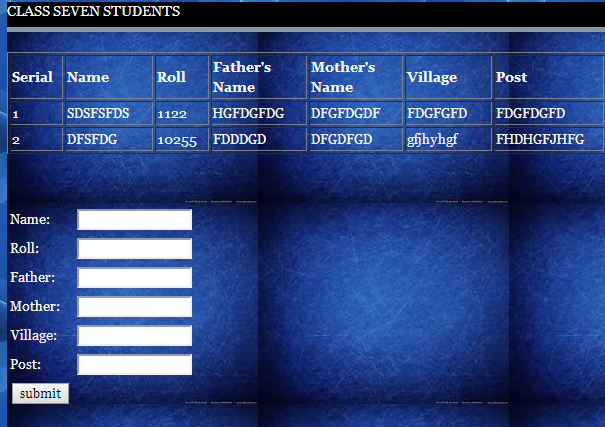 CLASS SEVEN STUDENTS
Serial Name Roll Father's Name Mother's Name Village Post
1 SDSFSFDS 1122 HGFDGFDG DFGFDGDF FDGFGFD FDGFDGFD
2 DFSFDG 10255 FDDDGD DFGDFGD gfjhyhgf FHDHGFJHFG
Name:
Roll:
Father:
Mother:
Village:
Post:
submit